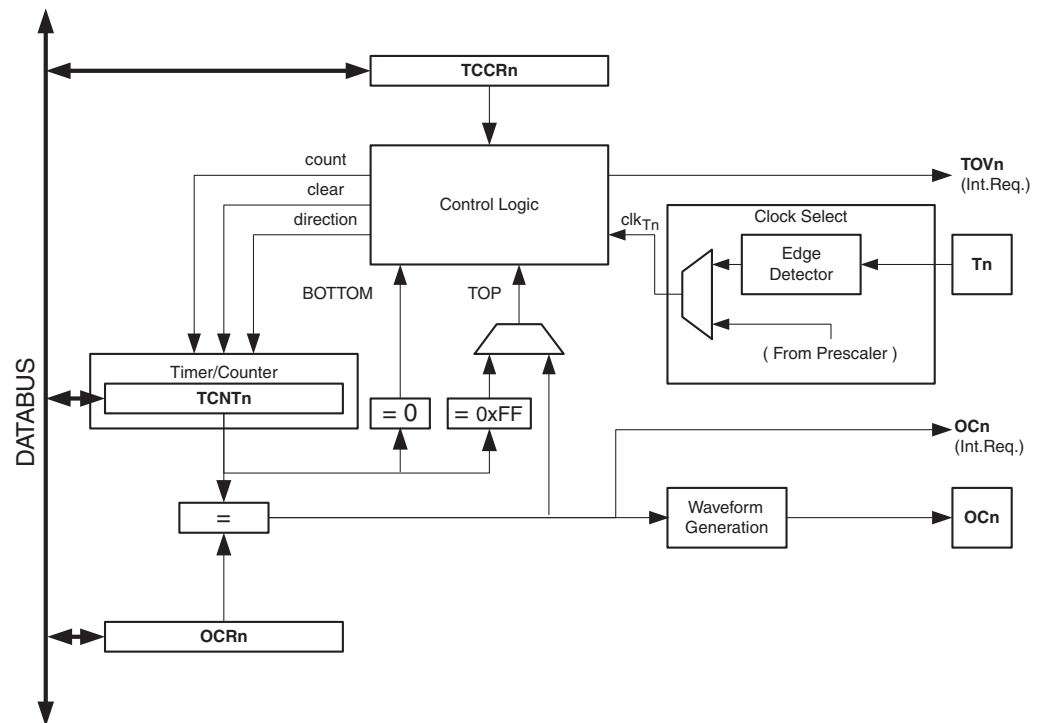 TCCRn
count
clear
direction
Control Logic
TOVn
(Int.Req.)
clkTn
Clock Select
Edge
Detector
Tn
( From Prescaler )
BOTTOM
TOP
DATABUS
Timer/Counter
TCNTn
= 0
= 0xFF
OCn
(Int.Req.)
=
Waveform
Generation
OCn
OCRn